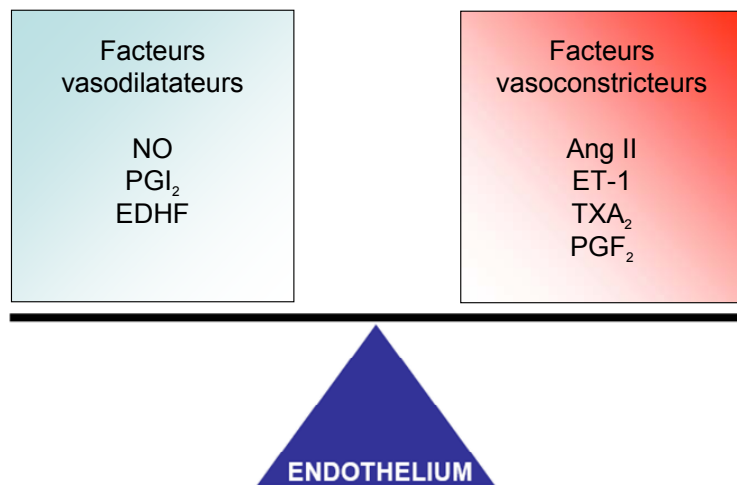 Facteurs
vasodilatateurs
NO
PGI₂
EDHF
Facteurs
vasoconstricteurs
Ang II
ET-1
TXA₂
PGF₂
ENDOTHELIUM